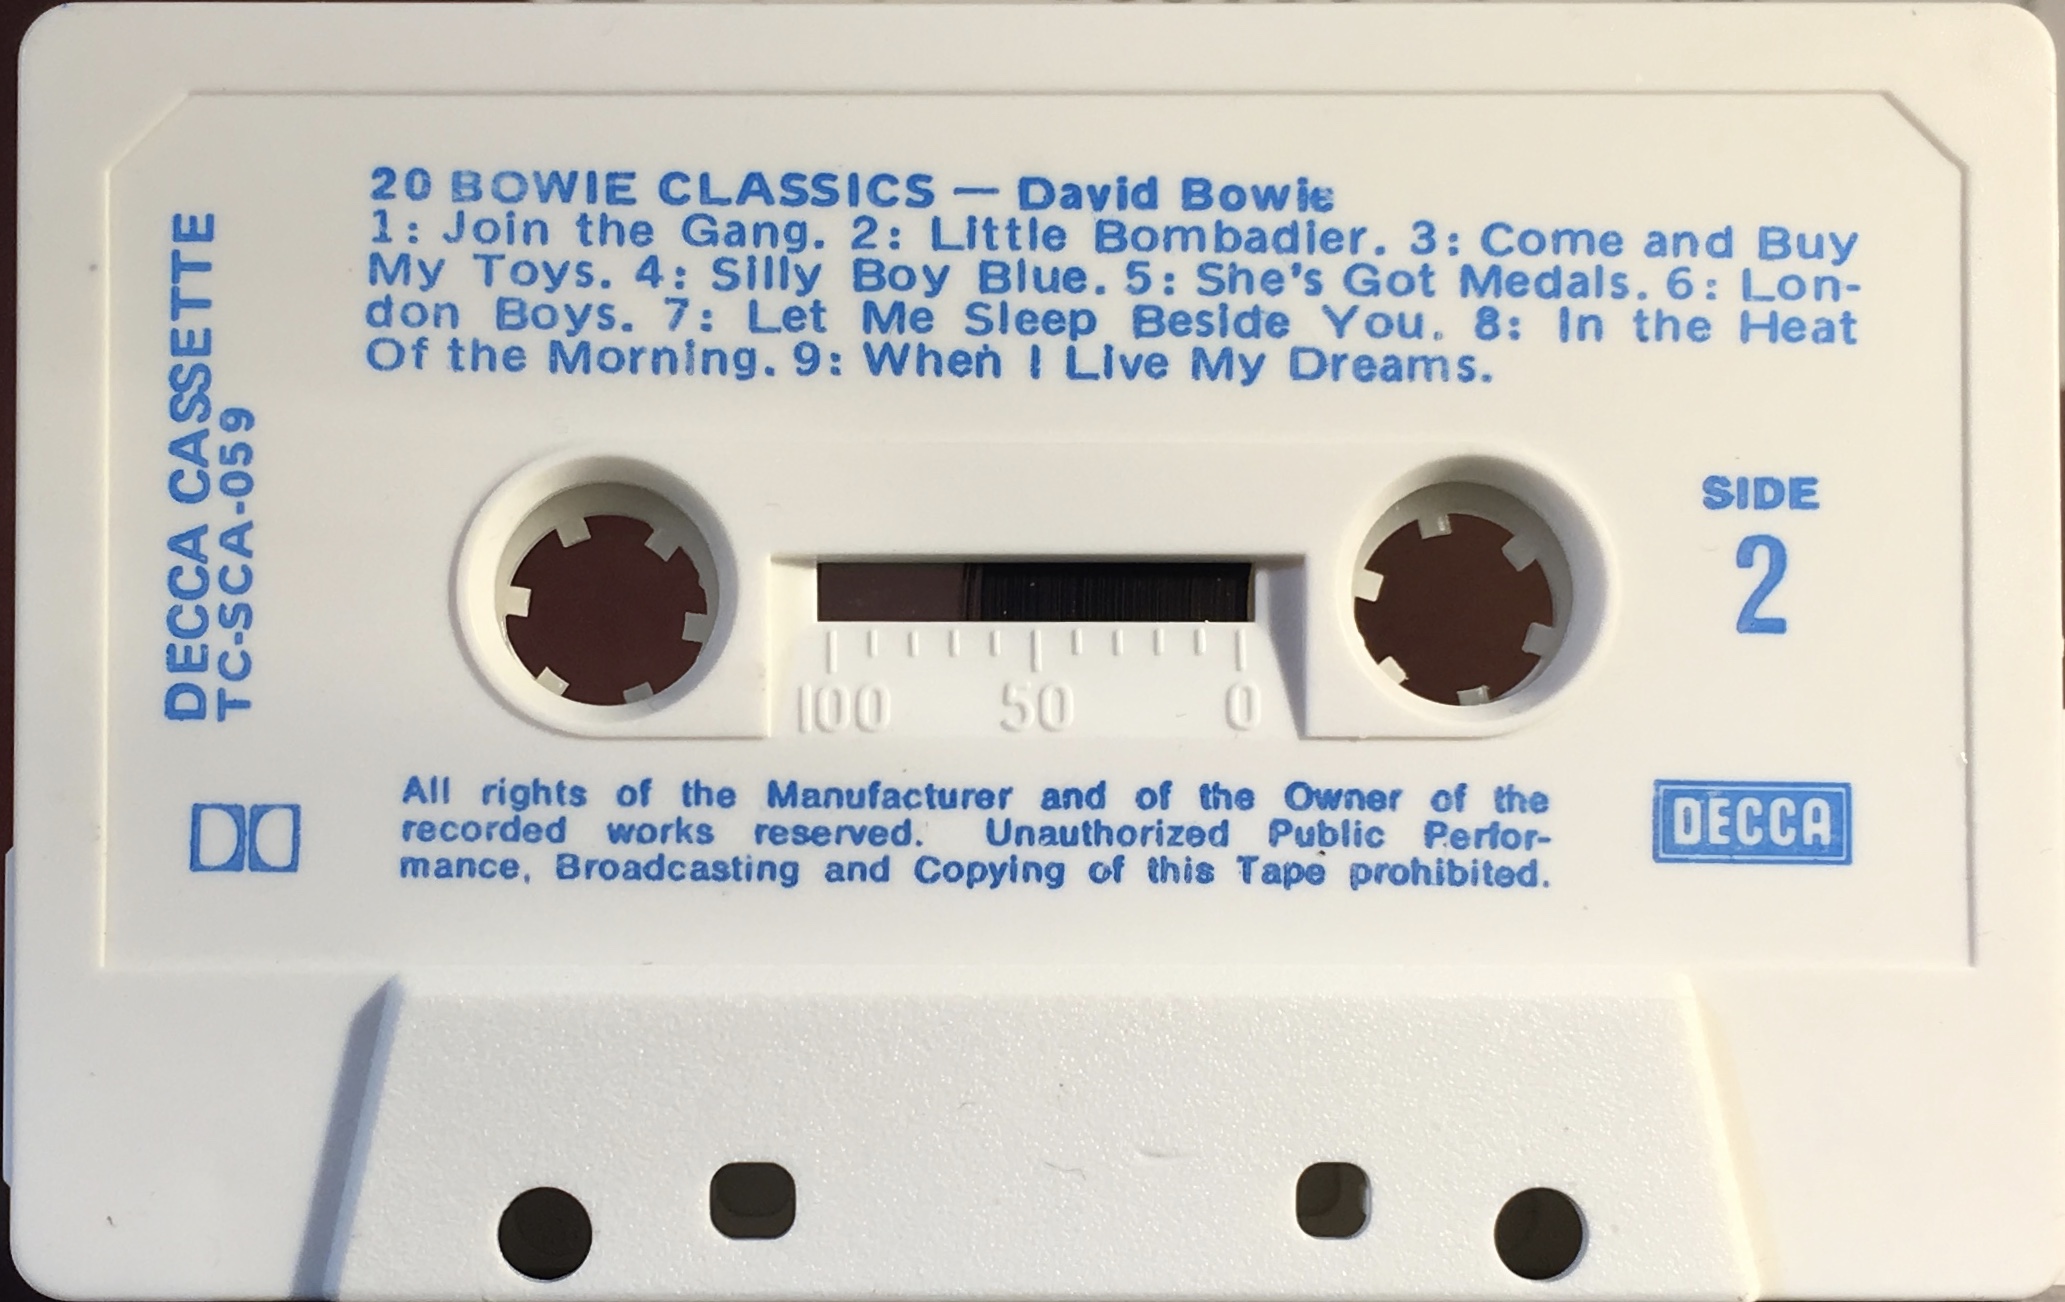 20 BOWIE CLASSICS — David Bowie
1: Join the Gang. 2: Little Bombadier. 3: Come and Buy
My Toys. 4: Silly Boy Blue. 5: She's Got Medals. 6: Lon-
don Boys. 7: Let Me Sleep Beside You. 8: In the Heat
Of the Morning. 9: When I Live My Dreams.
DECCA CASSETTE
TC-SCA-059
SIDE
2
100 50 0
All rights of the Manufacturer and of the Owner of the
recorded works reserved. Unauthorized Public Perfor-
mance, Broadcasting and Copying of this Tape prohibited.
DECCA